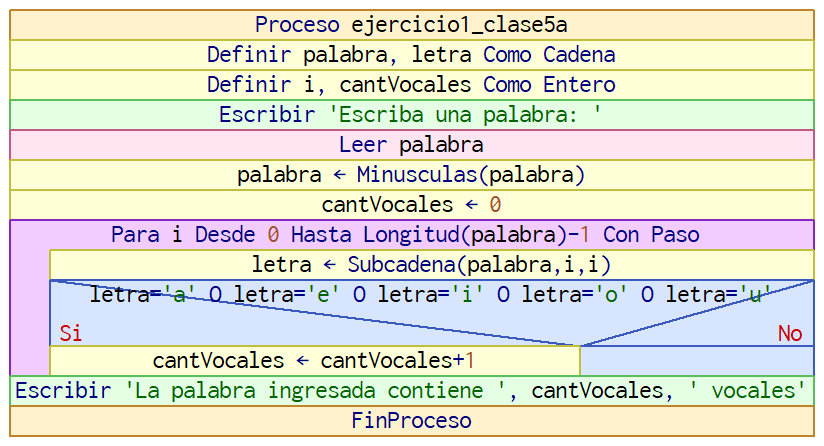 Proceso ejercicio1_clase5a
Definir palabra, letra Como Cadena
Definir i, cantVocales Como Entero
Escribir 'Escriba una palabra: '
Leer palabra
palabra ← Minusculas(palabra)
cantVocales ← 0
Para i Desde 0 Hasta Longitud(palabra)-1 Con Paso
letra ← Subcadena(palabra,i,i)
letra='a' O letra='e' O letra='i' O letra='o' O letra='u'
Si No
cantVocales ← cantVocales+1
Escribir 'La palabra ingresada contiene ', cantVocales, ' vocales'
FinProceso